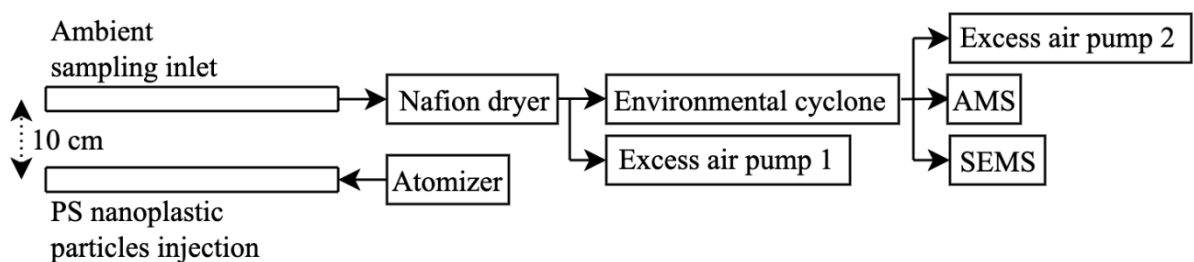 Ambient
sampling inlet
10 cm
PS nanoplastic
particles injection
Nafion dryer
Atomizer
Environmental cyclone
Excess air pump 1
Excess air pump 2
AMS
SEMS